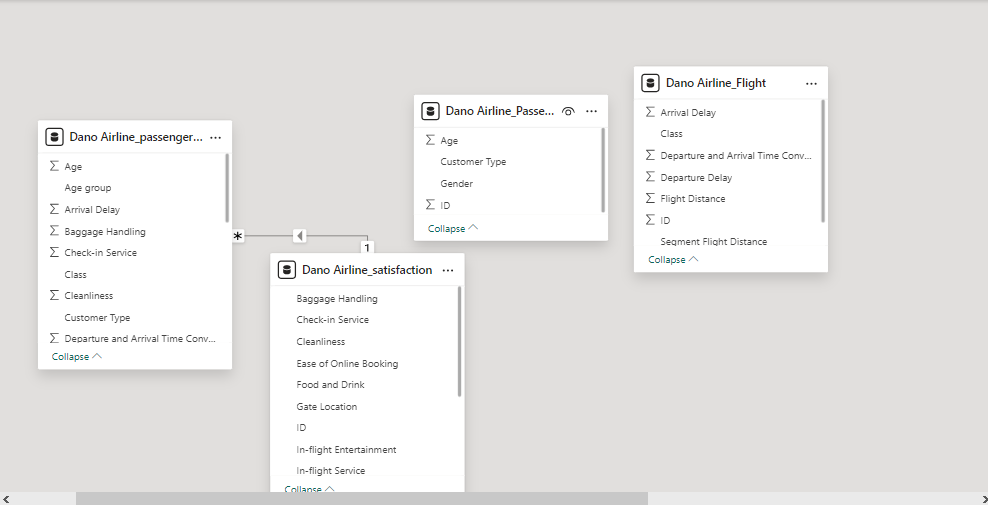 Dano Airline_passenger...
Age
Age group
Arrival Delay
Baggage Handling
Check-in Service
Class
Cleanliness
Customer Type
Departure and Arrival Time Conv...
Collapse
*
1
Dano Airline_satisfaction
Baggage Handling
Check-in Service
Cleanliness
Ease of Online Booking
Food and Drink
Gate Location
ID
In-flight Entertainment
In-flight Service
Collapse
Dano Airline_Passe...
Age
Customer Type
Gender
ID
Collapse
Dano Airline_Flight
Arrival Delay
Class
Departure and Arrival Time Conv...
Departure Delay
Flight Distance
ID
Segment Flight Distance
Collapse